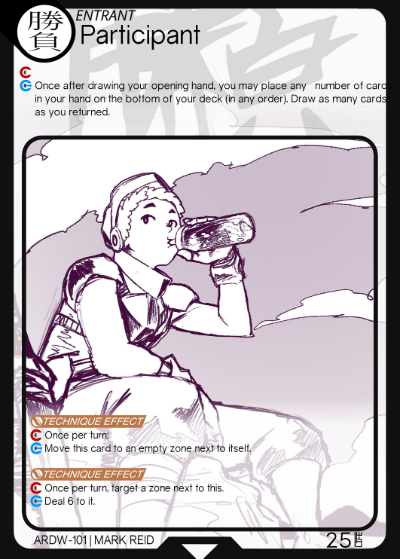 勝
負
ENTRANT
Participant
Once after drawing your opening hand, you may place any number of card
in your hand on the bottom of your deck (in any order). Draw as many cards
as you returned.
TECHNIQUE EFFECT
Once per turn:
Move this card to an empty zone next to itself.
TECHNIQUE EFFECT
Once per turn, target a zone next to this.
Deal 6 to it.
ARDW-101 | MARK REID
25 LIFE